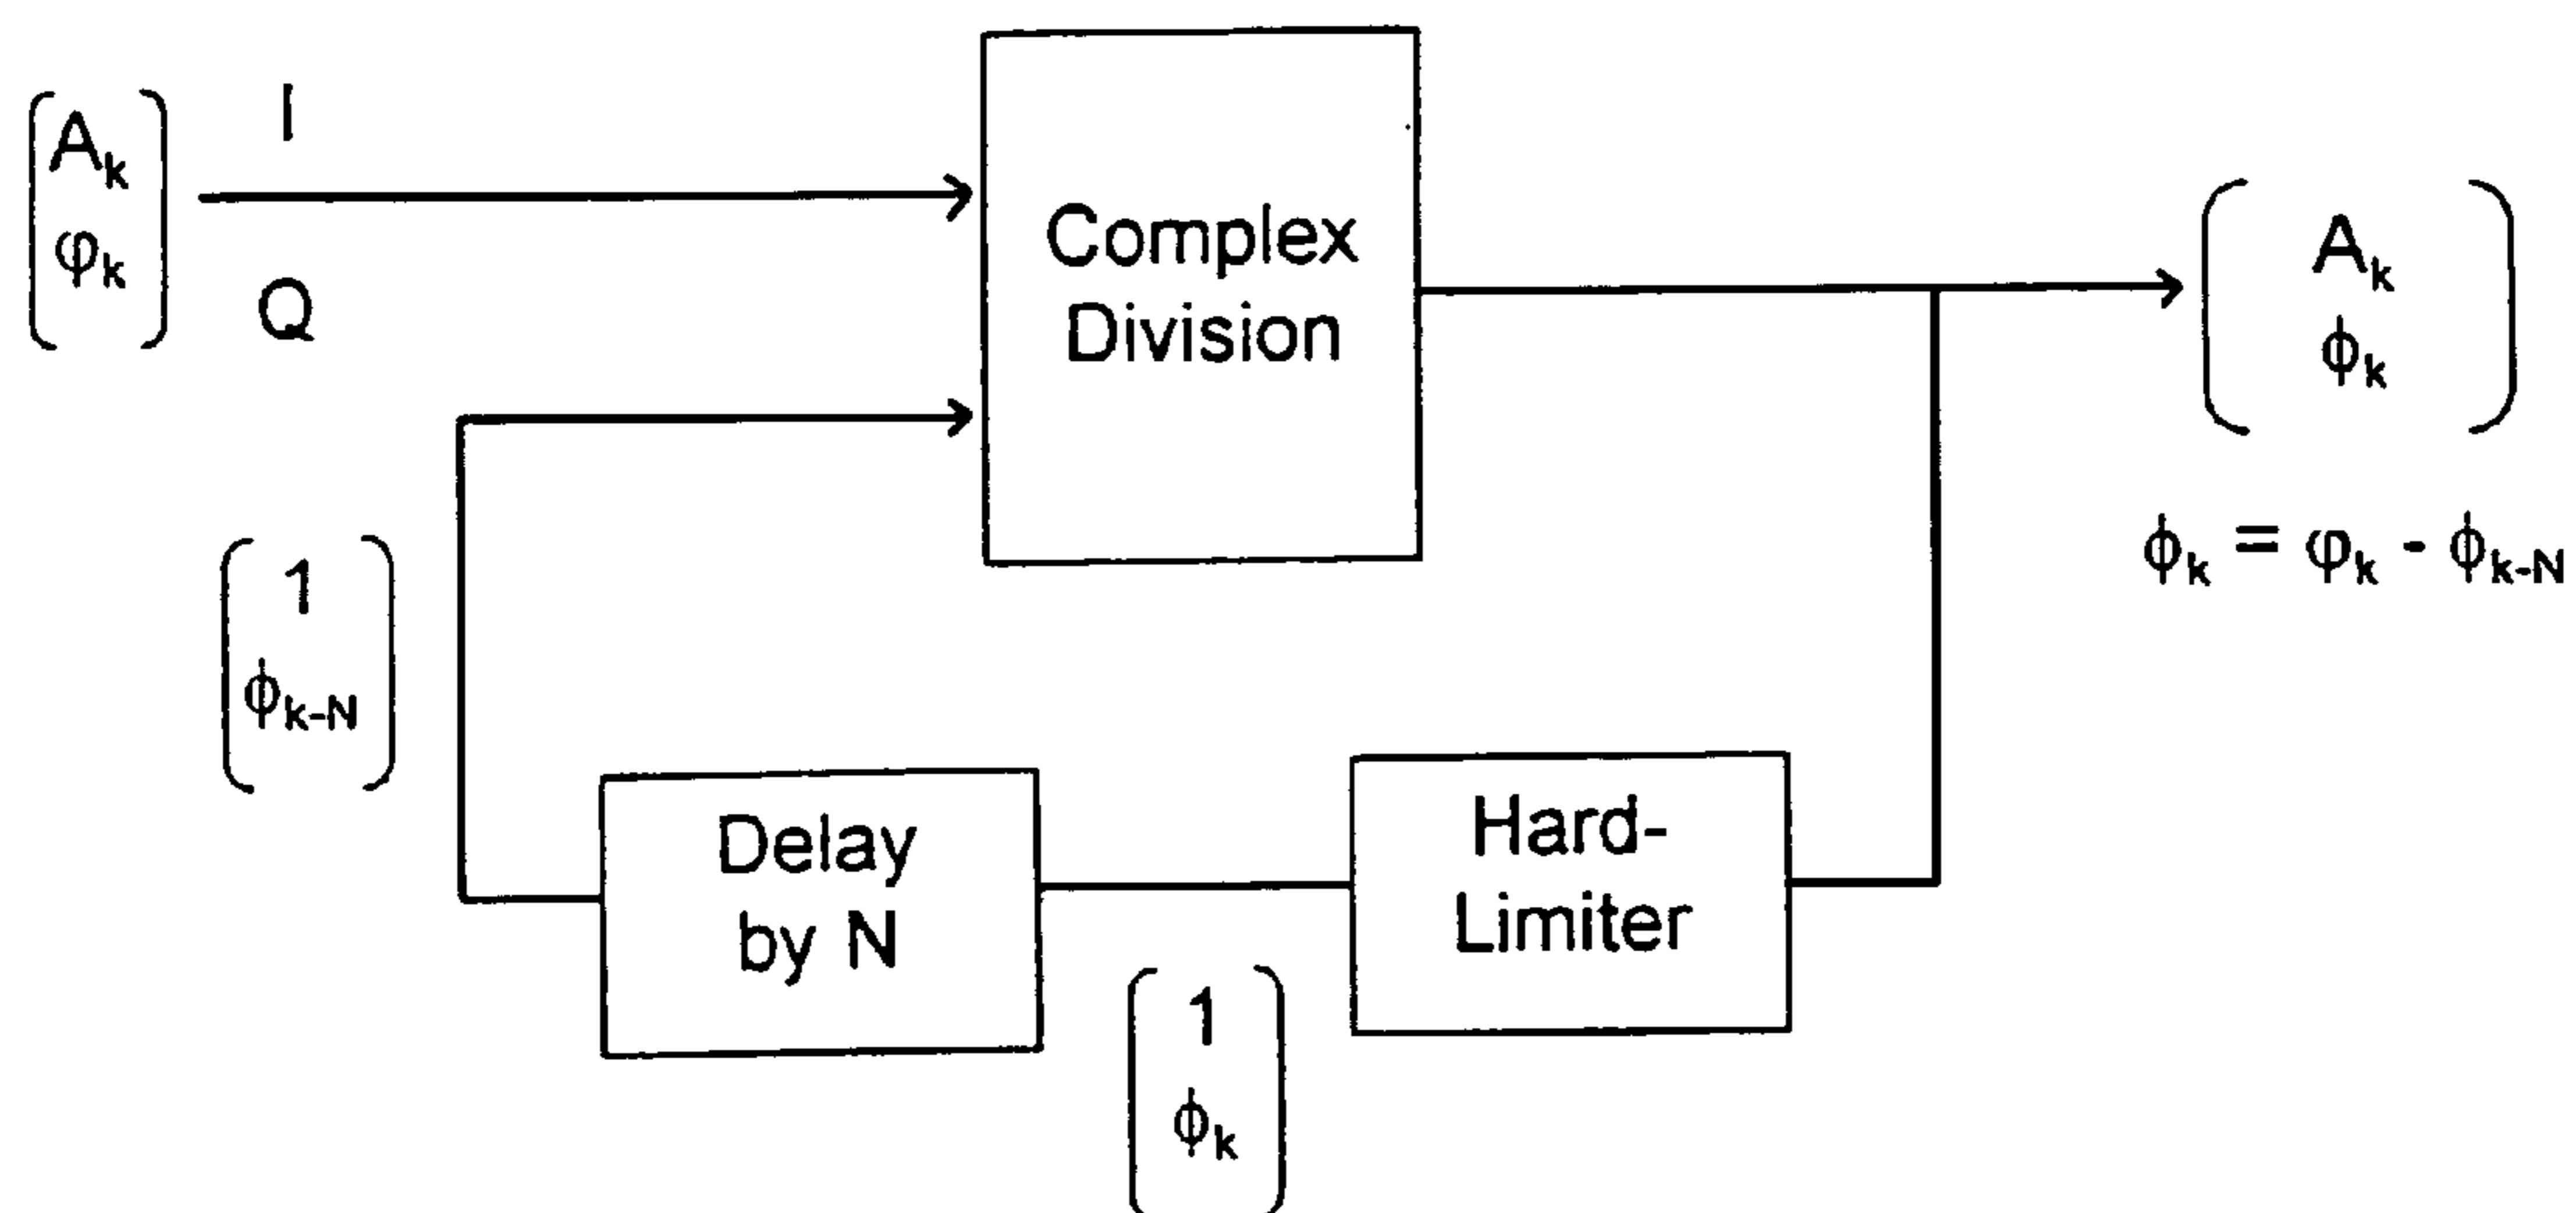 A_k
φ_k
I
Q
Complex
Division
A_k
ϕ_k
ϕ_k = φ_k - ϕ_k-N
1
ϕ_k-N
Delay
by N
Hard-
Limiter
1
ϕ_k